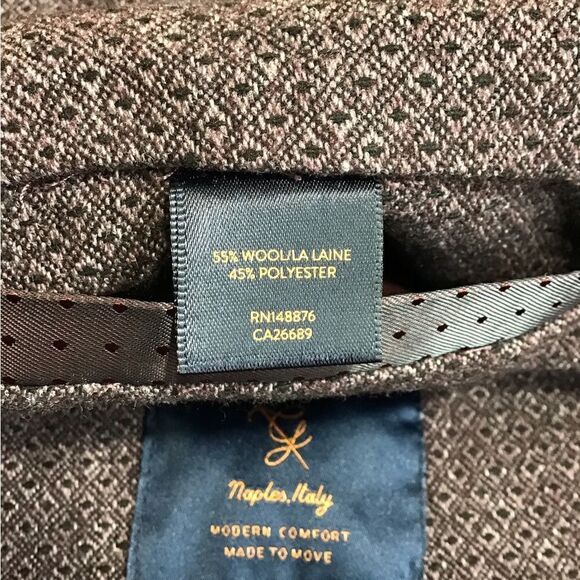 55% WOOL/LA LAINE
45% POLYESTER
RN148876
CA26689
Naples, Italy
MODERN COMFORT
MADE TO MOVE